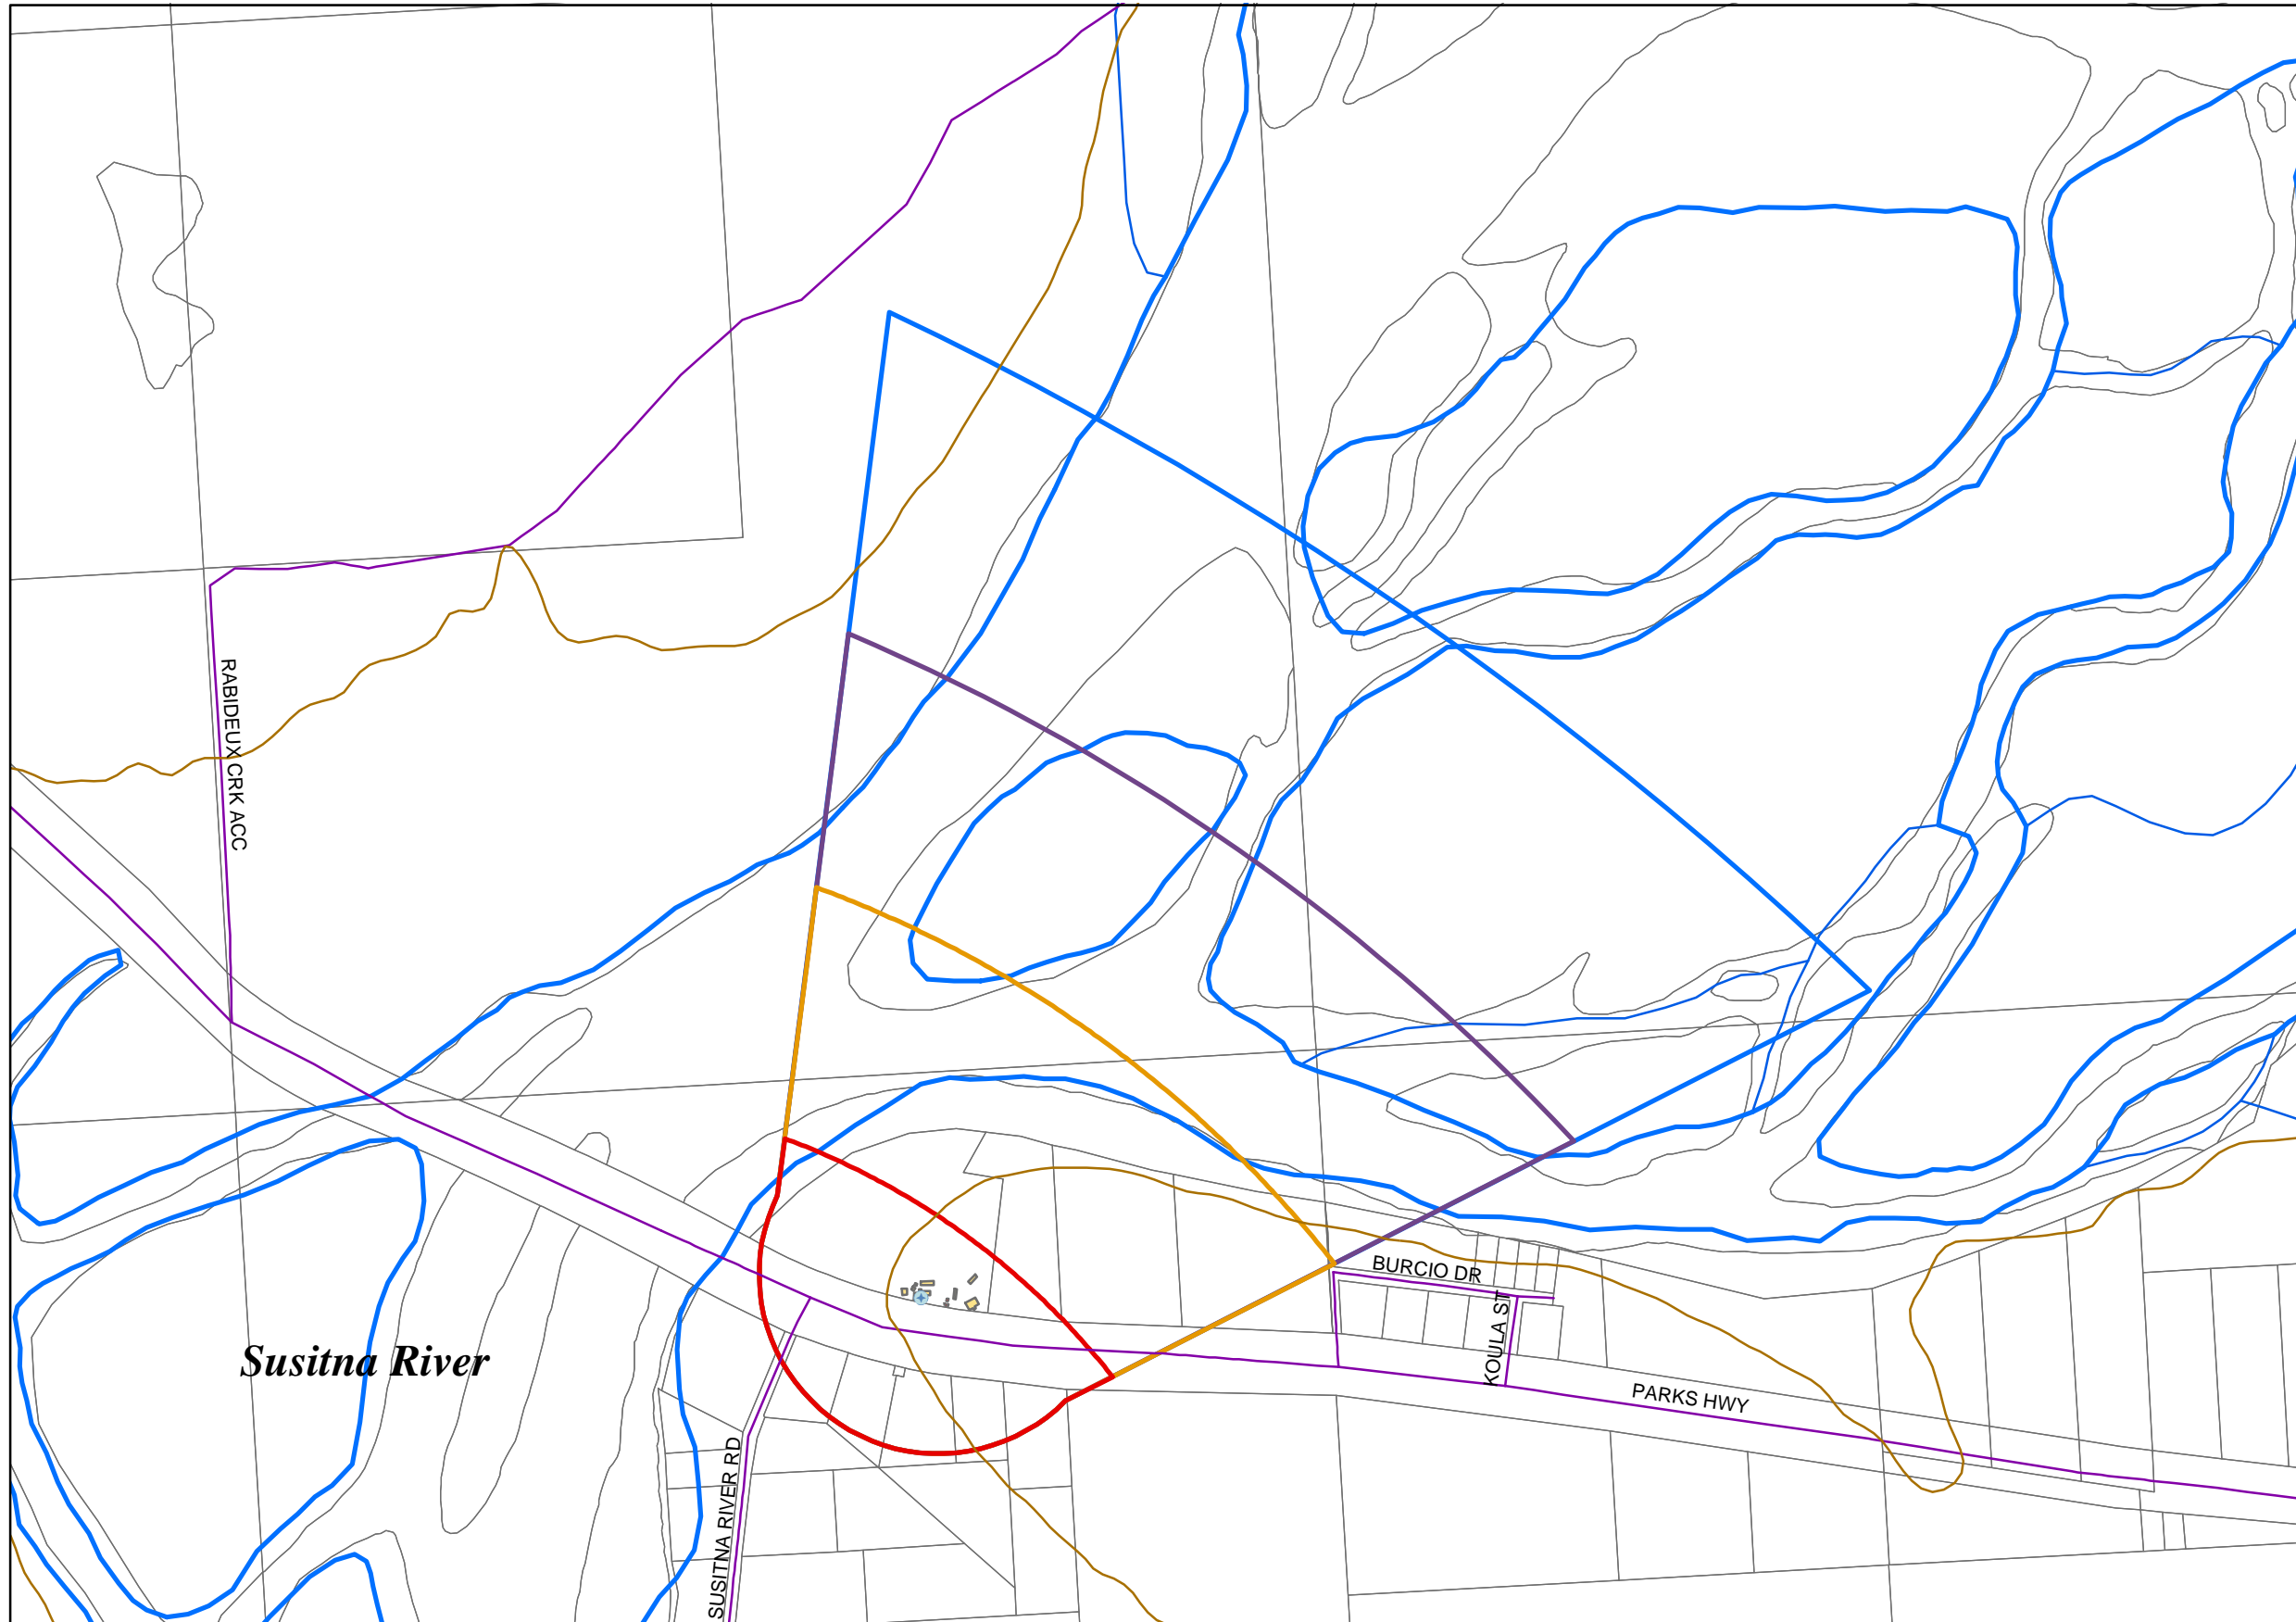 RABIDEUX CRK ACC
BURCIO DR
KOULA ST
Susitna River
PARKS HWY
SUSITNA RIVER RD